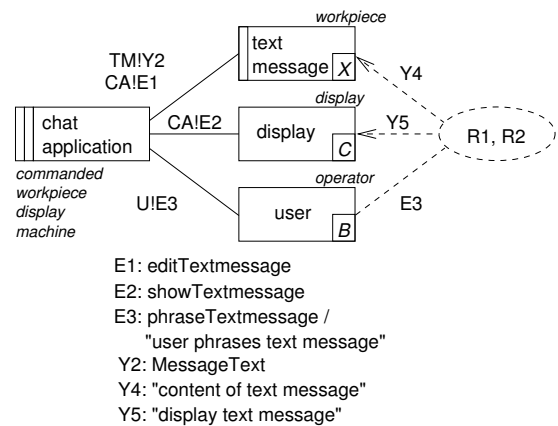 workpiece
text
message
X
TM!Y2
CA!E1
Y4
display
chat
application
CA!E2
display
C
Y5
R1, R2
commanded
workpiece
display
machine
operator
U!E3
user
B
E3
E1: editTextmessage
E2: showTextmessage
E3: phraseTextmessage /
"user phrases text message"
Y2: MessageText
Y4: "content of text message"
Y5: "display text message"